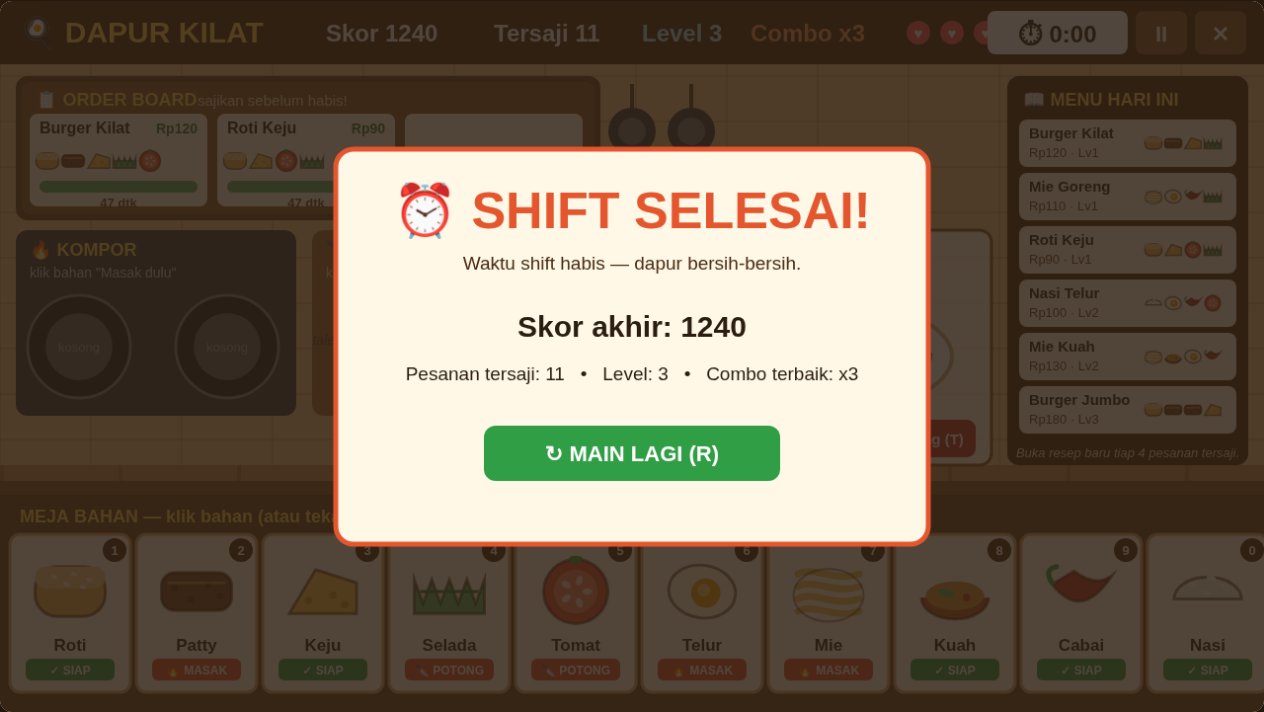 DAPUR KILAT
Skor 1240
Tersaji 11
Level 3
Combo x3
0:00
ORDER BOARD sajikan sebelum habis!
Burger Kilat Rp120
47 dtk
Roti Keju Rp90
47 dtk
KOMPOR
klik bahan "Masak dulu"
kosong
kosong
SHIFT SELESAI!
Waktu shift habis — dapur bersih-bersih.
Skor akhir: 1240
Pesanan tersaji: 11 • Level: 3 • Combo terbaik: x3
↻ MAIN LAGI (R)
g (T)
MENU HARI INI
Burger Kilat
Rp120 · Lv1
Mie Goreng
Rp110 · Lv1
Roti Keju
Rp90 · Lv1
Nasi Telur
Rp100 · Lv2
Mie Kuah
Rp130 · Lv2
Burger Jumbo
Rp180 · Lv3
Buka resep baru tiap 4 pesanan tersaji.
MEJA BAHAN — klik bahan (atau teka
1
Roti
✓ SIAP
2
Patty
MASAK
3
Keju
✓ SIAP
4
Selada
POTONG
5
Tomat
POTONG
6
Telur
MASAK
7
Mie
MASAK
8
Kuah
✓ SIAP
9
Cabai
✓ SIAP
0
Nasi
✓ SIAP